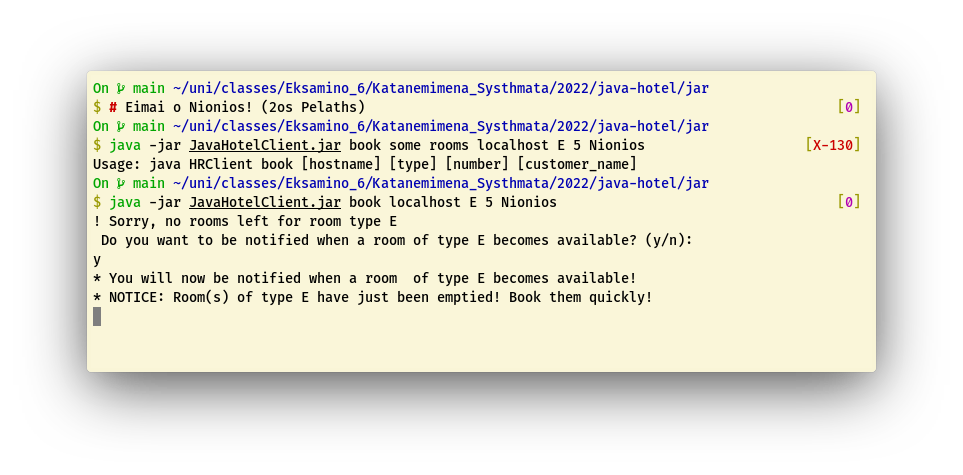 On main ~/uni/classes/Eksamino_6/Katanemimena_Systhmata/2022/java-hotel/jar
$ # Eimai o Nionios! (2os Pelaths) [0]
On main ~/uni/classes/Eksamino_6/Katanemimena_Systhmata/2022/java-hotel/jar
$ java -jar JavaHotelClient.jar book some rooms localhost E 5 Nionios [X-130]
Usage: java HRClient book [hostname] [type] [number] [customer_name]
On main ~/uni/classes/Eksamino_6/Katanemimena_Systhmata/2022/java-hotel/jar
$ java -jar JavaHotelClient.jar book localhost E 5 Nionios [0]
! Sorry, no rooms left for room type E
Do you want to be notified when a room of type E becomes available? (y/n):
y
* You will now be notified when a room  of type E becomes available!
* NOTICE: Room(s) of type E have just been emptied! Book them quickly!